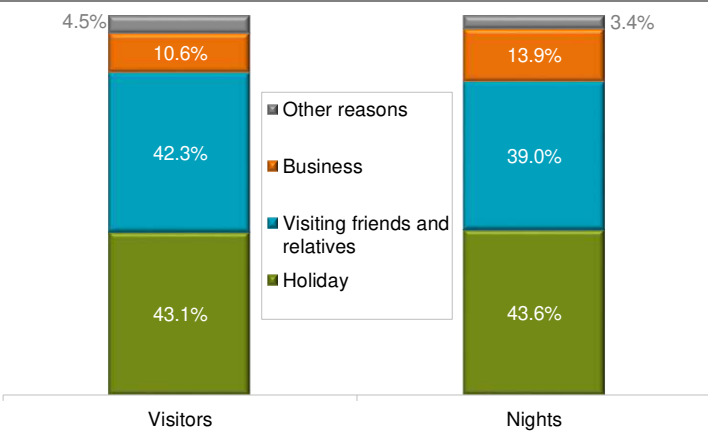 4.5%
3.4%
10.6%
13.9%
Other reasons
42.3%
Business
39.0%
Visiting friends and
relatives
Holiday
43.1%
43.6%
Visitors
Nights